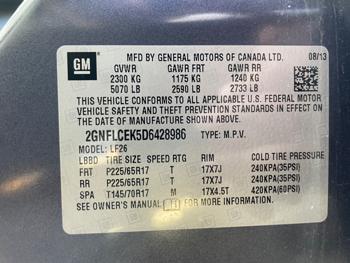 GM
MFD BY GENERAL MOTORS OF CANADA LTD. 08/13
GVWR GAWR FRT GAWR RR
2300 KG 1175 KG 1240 KG
5070 LB 2590 LB 2733 LB
THIS VEHICLE CONFORMS TO ALL APPLICABLE U.S. FEDERAL MOTOR
VEHICLE SAFETY, BUMPER, AND THEFT PREVENTION STANDARDS
IN EFFECT ON THE DATE OF MANUFACTURE SHOWN ABOVE.
2GNFLCEK5D6428986 TYPE: M.P.V.
MODEL: LF26
LBBD TIRE SIZE SPEED RTG RIM COLD TIRE PRESSURE
FRT P225/65R17 T 17X7J 240KPA(35PSI)
RR P225/65R17 T 17X7J 240KPA(35PSI)
SPA T145/70R17 M 17X4.5T 420KPA(60PSI)
SEE OWNER'S MANUAL FOR MORE INFORMATION.